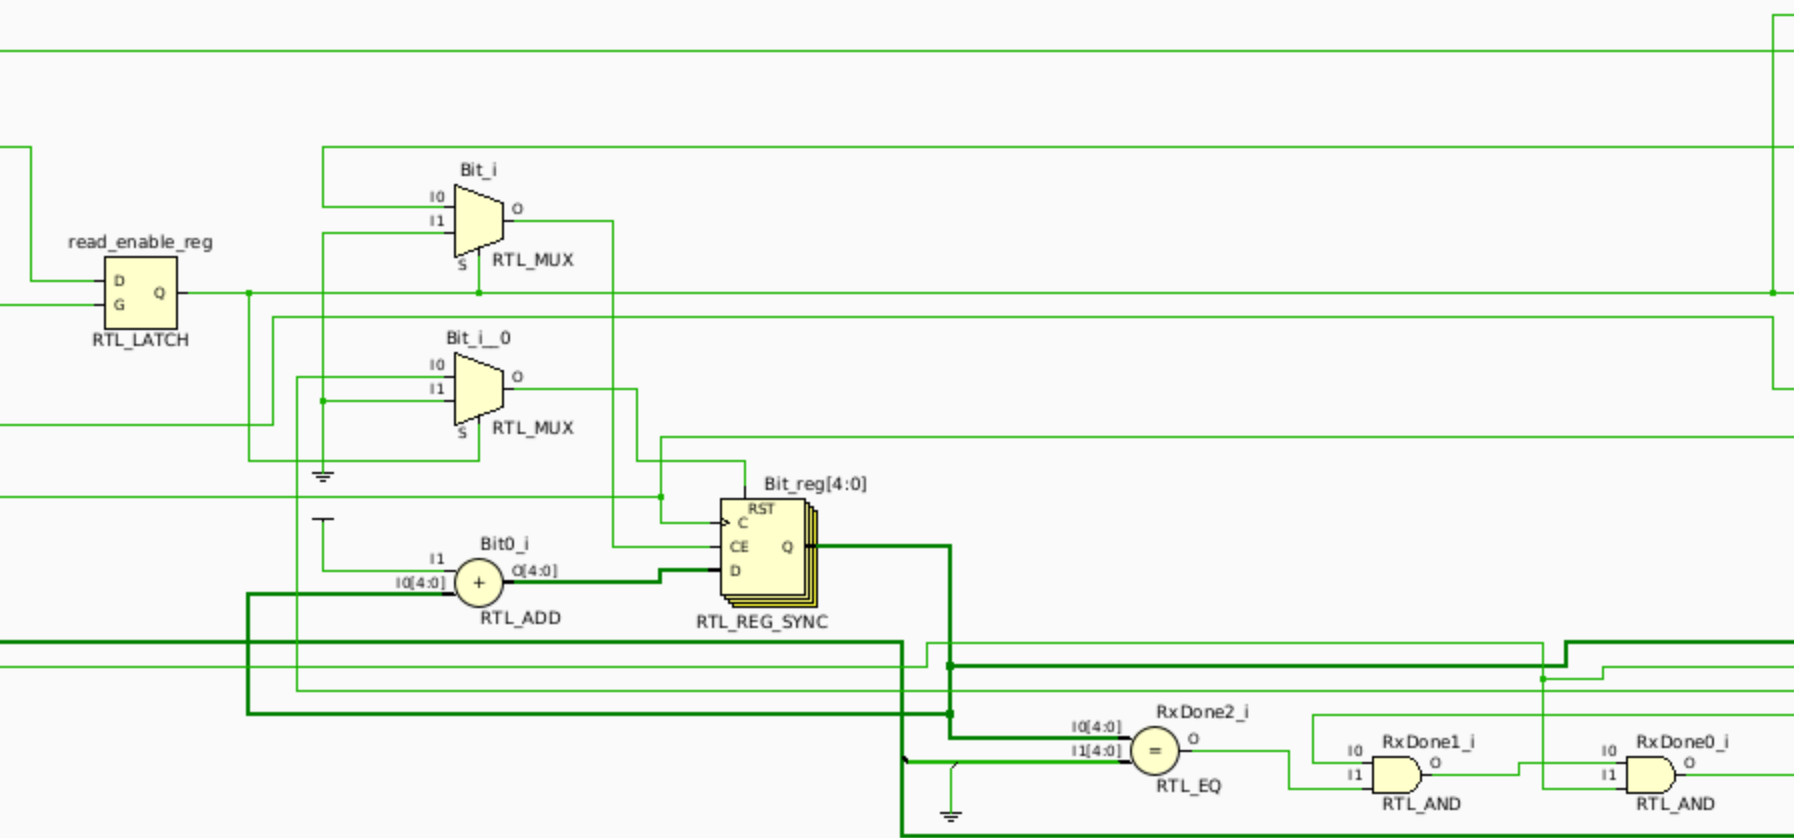 Bit_i
I0
O
I1
S
RTL_MUX
read_enable_reg
D
Q
G
RTL_LATCH
Bit_i__0
I0
O
I1
S
RTL_MUX
Bit_reg[4:0]
RST
C
CE
Q
D
RTL_REG_SYNC
Bit0_i
I1
O[4:0]
I0[4:0]
+
RTL_ADD
RxDone2_i
I0[4:0]
O
I1[4:0]
=
RTL_EQ
RxDone1_i
I0
O
I1
RTL_AND
RxDone0_i
I0
O
I1
RTL_AND